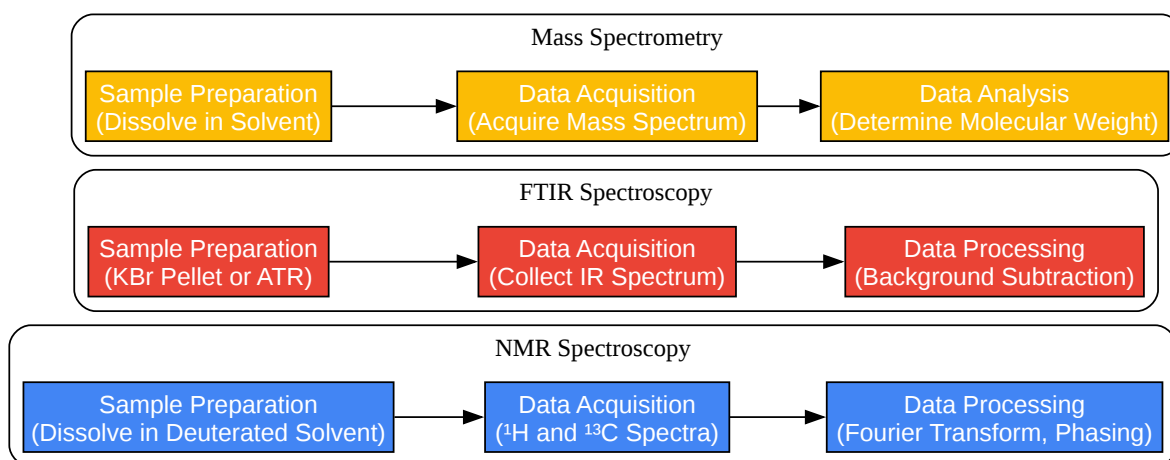 Mass Spectrometry
Sample Preparation
(Dissolve in Solvent)
Data Acquisition
(Acquire Mass Spectrum)
Data Analysis
(Determine Molecular Weight)
FTIR Spectroscopy
Sample Preparation
(KBr Pellet or ATR)
Data Acquisition
(Collect IR Spectrum)
Data Processing
(Background Subtraction)
NMR Spectroscopy
Sample Preparation
(Dissolve in Deuterated Solvent)
Data Acquisition
(¹H and ¹³C Spectra)
Data Processing
(Fourier Transform, Phasing)